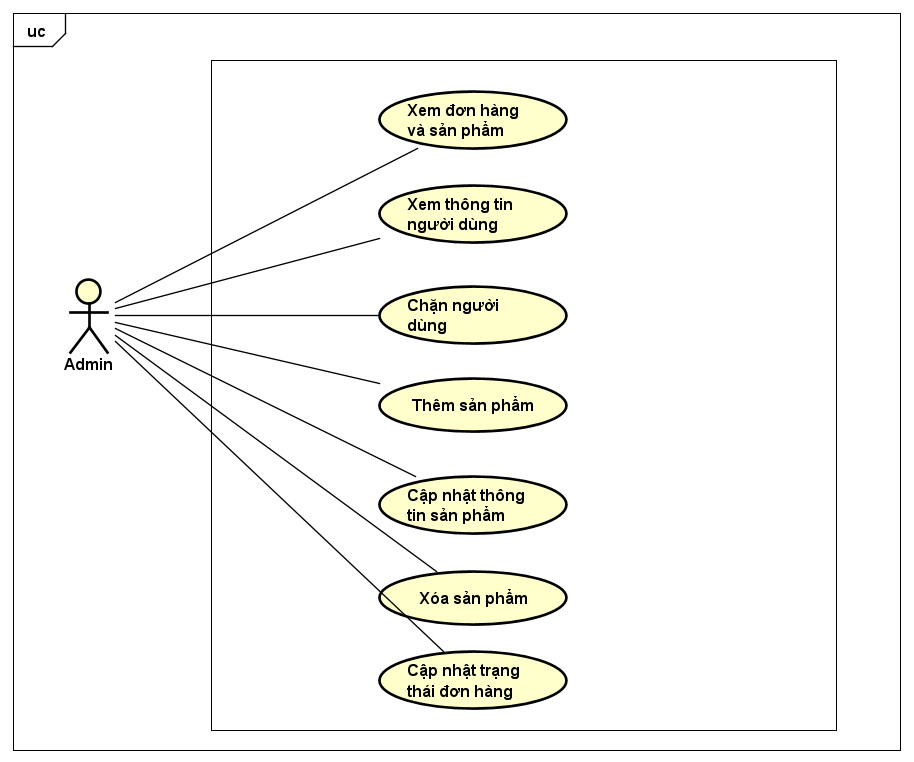 uc
Xem đơn hàng
và sản phẩm
Xem thông tin
người dùng
Chặn người
dùng
Admin
Thêm sản phẩm
Cập nhật thông
tin sản phẩm
Xóa sản phẩm
Cập nhật trạng
thái đơn hàng